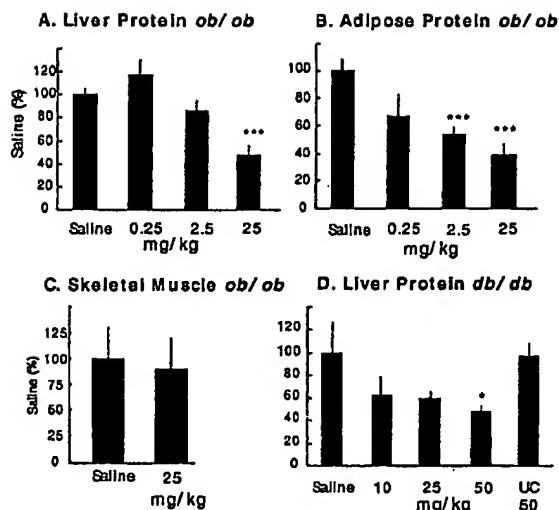 A. Liver Protein ob/ ob
Saline (%)
120
100
80
60
40
20
0
***
Saline 0.25 2.5 25
mg/ kg
B. Adipose Protein ob/ ob
100
80
60
40
20
0
*** ***
Saline 0.25 2.5 25
mg/ kg
C. Skeletal Muscle ob/ ob
Saline (%)
125
100
75
50
25
0
Saline 25
mg/ kg
D. Liver Protein db/ db
120
100
80
60
40
20
0
*
Saline 10 25 50 UC
mg/ kg 50